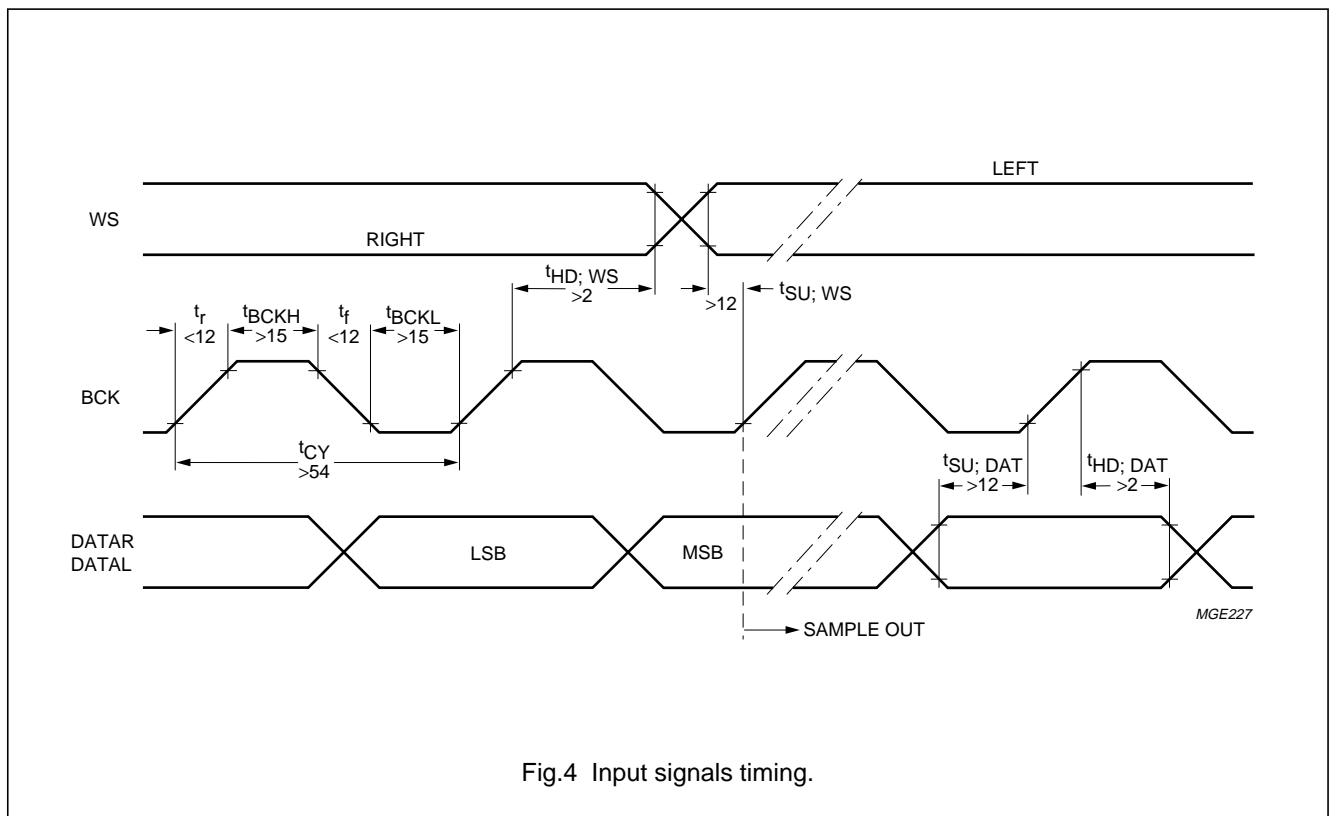 LEFT
WS
RIGHT
tHD; WS
>2
>12
tSU; WS
tr
<12
tBCKH
>15
tf
<12
tBCKL
>15
BCK
tCY
>54
tSU; DAT
>12
tHD; DAT
>2
DATAR
DATAL
LSB
MSB
MGE227
SAMPLE OUT
Fig.4 Input signals timing.